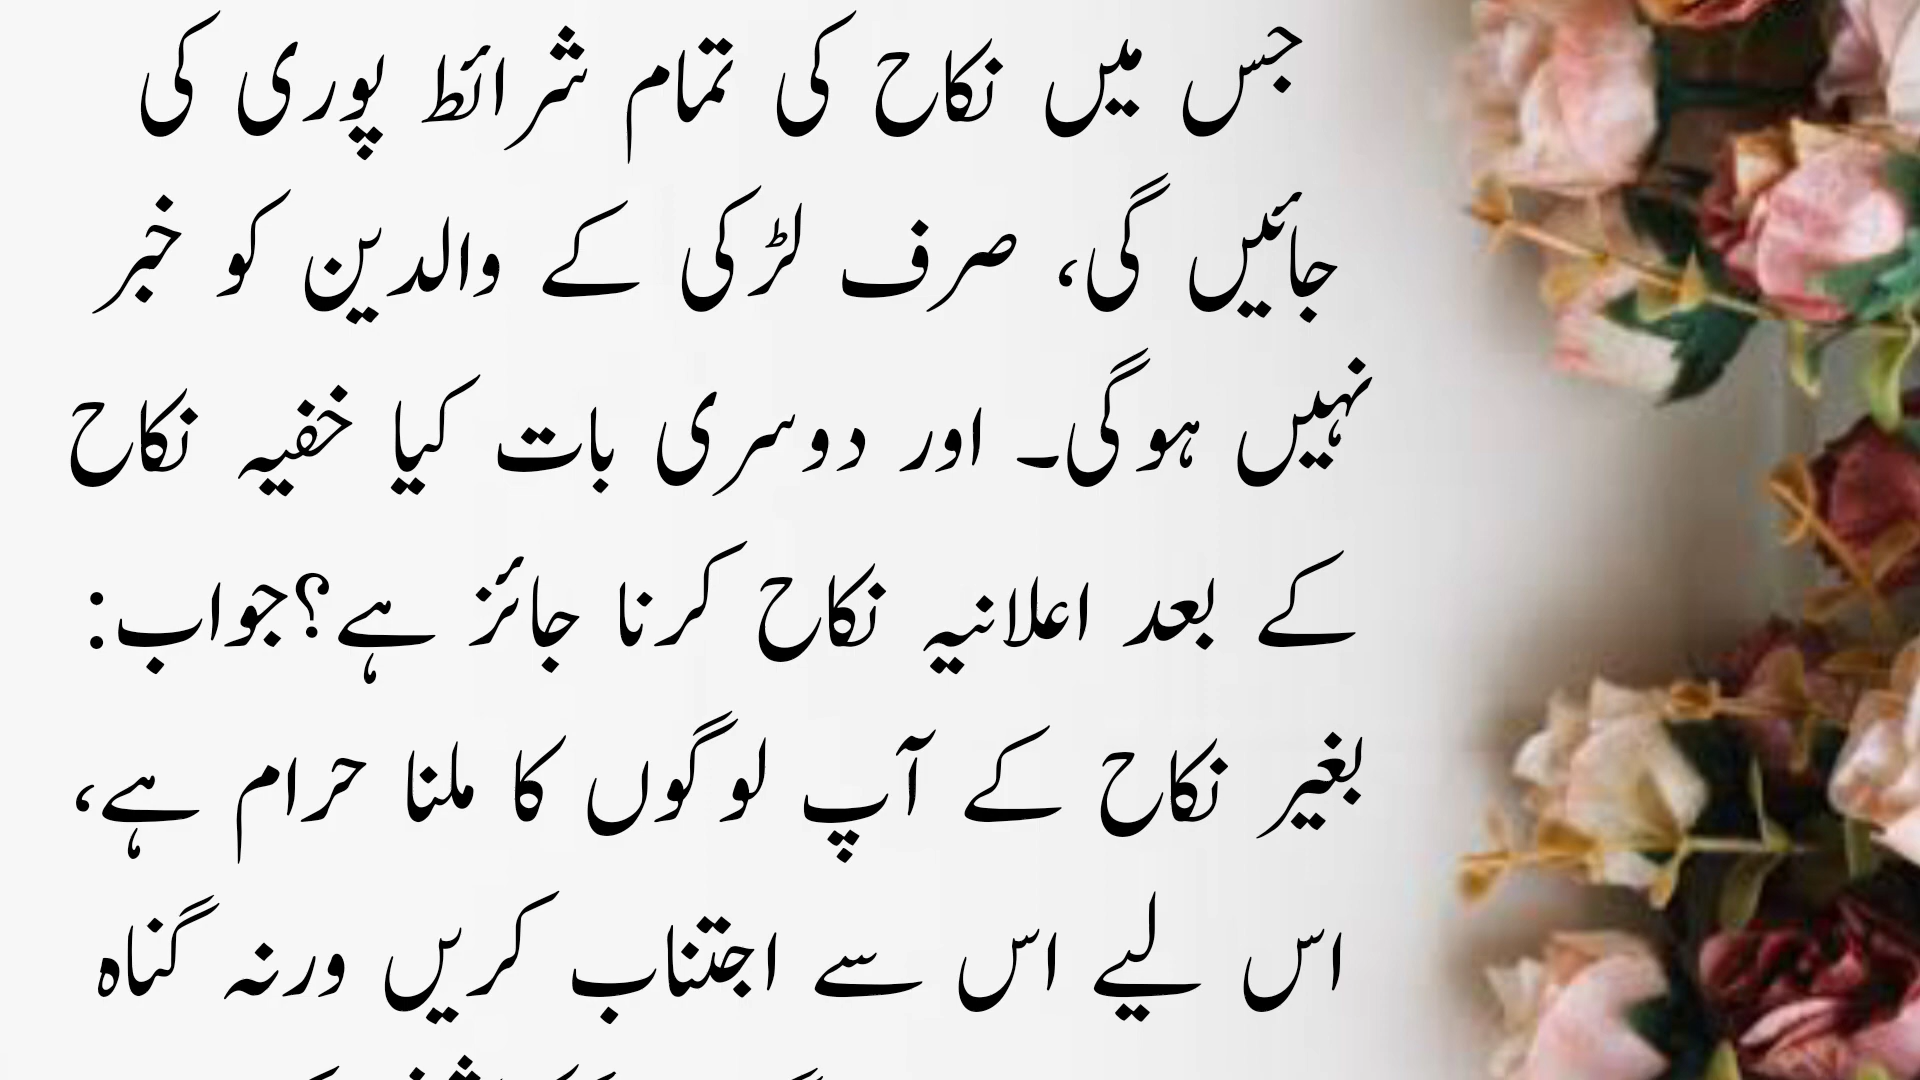 جس میں نکاح کی تمام شرائط پوری کی
جائیں گی، صرف لڑکی کے والدین کو خبر
نہیں ہوگی۔ اور دوسری بات کیا خفیہ نکاح
کے بعد اعلانیہ نکاح کرنا جائز ہے؟جواب:
بغیر نکاح کے آپ لوگوں کا ملنا حرام ہے،
اس لیے اس سے اجتناب کریں ورنہ گناہ